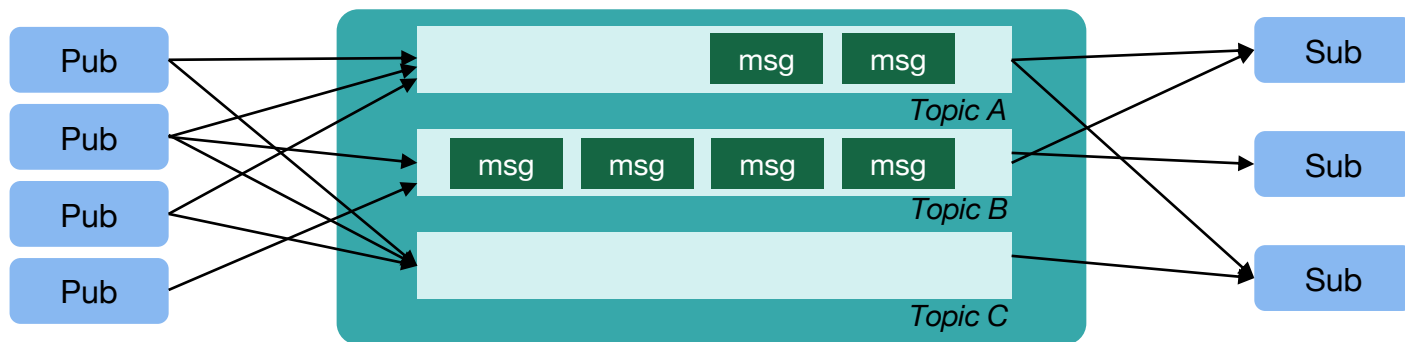 Pub
Pub
Pub
Pub
msg msg
Topic A
msg msg msg msg
Topic B
Topic C
Sub
Sub
Sub